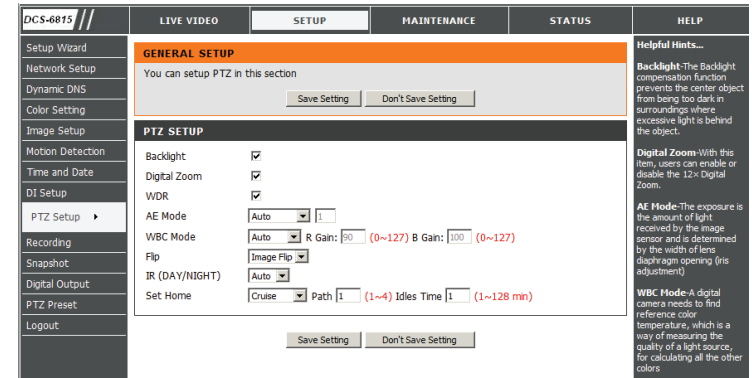 DCS-6815
LIVE VIDEO
SETUP
MAINTENANCE
STATUS
HELP
Setup Wizard
Network Setup
Dynamic DNS
Color Setting
Image Setup
Motion Detection
Time and Date
DI Setup
PTZ Setup
Recording
Snapshot
Digital Output
PTZ Preset
Logout
GENERAL SETUP
You can setup PTZ in this section
Save Setting Don't Save Setting
PTZ SETUP
Backlight
Digital Zoom
WDR
AE Mode Auto 1
WBC Mode Auto R Gain: 90 (0~127) B Gain: 100 (0~127)
Flip Image Flip
IR (DAY/NIGHT) Auto
Set Home Cruise Path 1 (1~4) Idles Time 1 (1~128 min)
Save Setting Don't Save Setting
Helpful Hints...
Backlight-The Backlight
compensation function
prevents the center object
from being too dark in
surroundings where
excessive light is behind
the object.
Digital Zoom-With this
item, users can enable or
disable the 12× Digital
Zoom.
AE Mode-The exposure is
the amount of light
received by the image
sensor and is determined
by the width of lens
diaphragm opening (iris
adjustment)
WBC Mode-A digital
camera needs to find
reference color
temperature, which is a
way of measuring the
quality of a light source,
for calculating all the other
colors